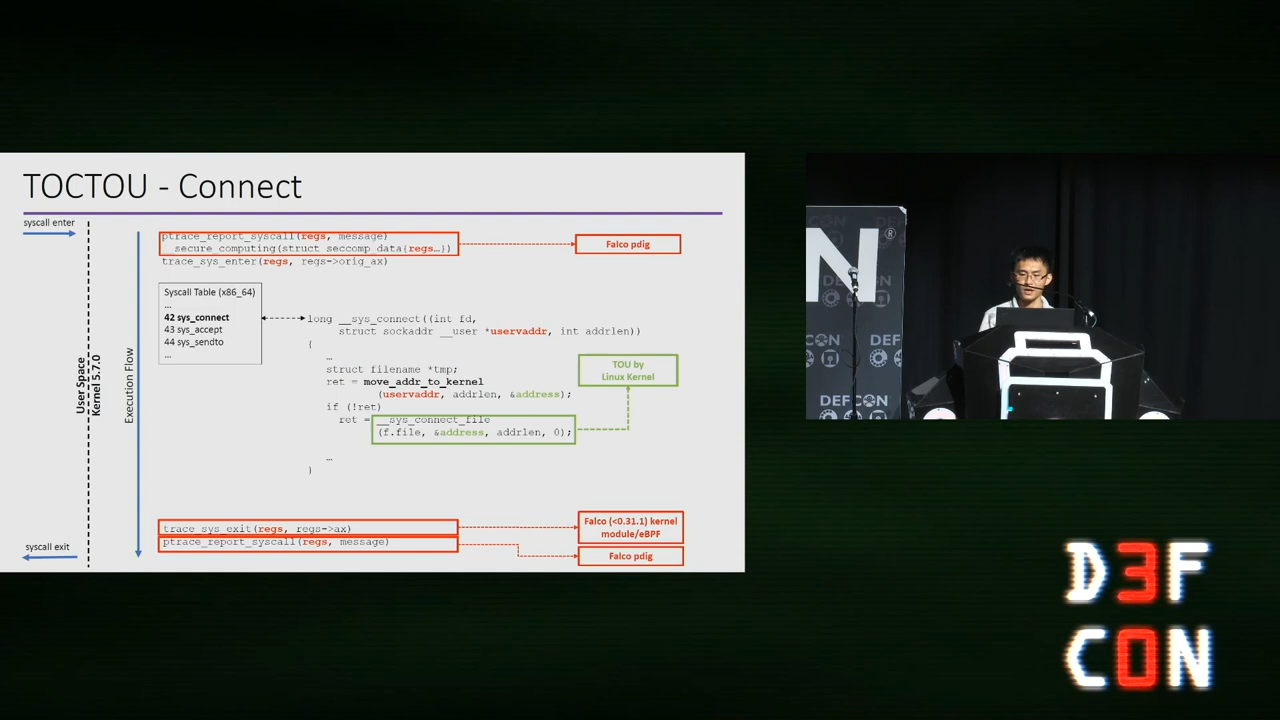 TOCTOU - Connect
syscall enter
ptrace_report_syscall(regs, message)
secure_computing(struct seccomp_data{regs…})
trace_sys_enter(regs, regs->orig_ax)
Falco pdig
Syscall Table (x86_64)
…
42 sys_connect
43 sys_accept
44 sys_sendto
…
long __sys_connect((int fd,
struct sockaddr __user *uservaddr, int addrlen))
{
…
struct filename *tmp;
ret = move_addr_to_kernel
(uservaddr, addrlen, &address);
if (!ret)
ret = __sys_connect_file
(f.file, &address, addrlen, 0);
…
}
TOU by
Linux Kernel
User Space
Kernel 5.7.0
Execution Flow
trace_sys_exit(regs, regs->ax)
ptrace_report_syscall(regs, message)
Falco (<0.31.1) kernel
module/eBPF
Falco pdig
syscall exit
DEFCON
N®
DEF
DEFCON
D3F
C0N